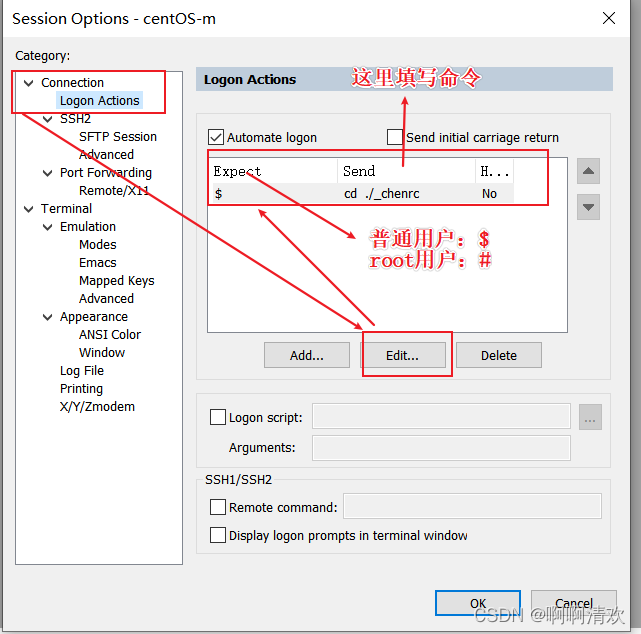 Session Options - centOS-m
Category:
Connection
Logon Actions
SSH2
SFTP Session
Advanced
Port Forwarding
Remote/X11
Terminal
Emulation
Modes
Emacs
Mapped Keys
Advanced
Appearance
ANSI Color
Window
Log File
Printing
X/Y/Zmodem
Logon Actions
这里填写命令
Automate logon
Send initial carriage return
Expect Send H...
$ cd ./_chenrc No
普通用户：$
root用户：#
Add... Edit... Delete
Logon script:
...
Arguments:
SSH1/SSH2
Remote command:
Display logon prompts in terminal window
OK Cancel
CSDN @啊啊清欢